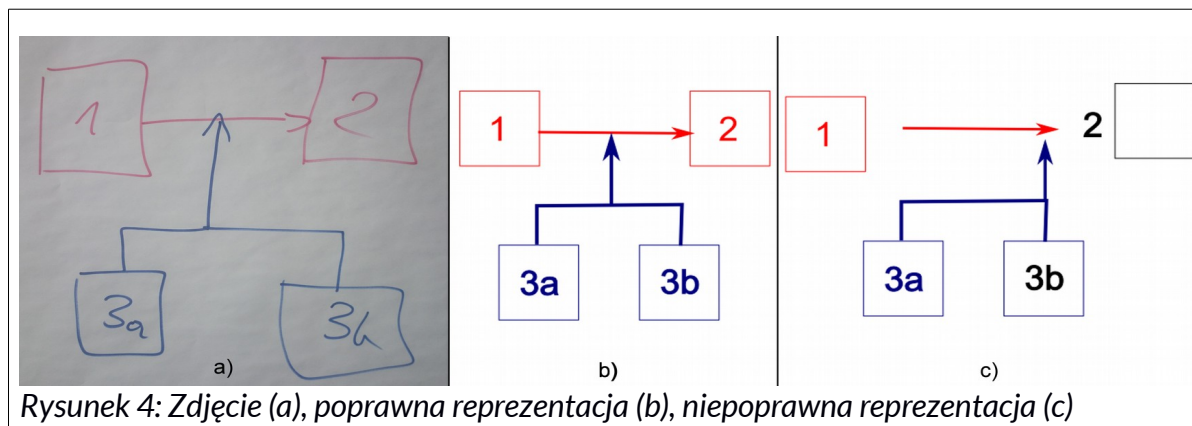 1 2
3a 3b
a)
1 2
3a 3b
b)
1 2
3a 3b
c)
Rysunek 4: Zdjęcie (a), poprawna reprezentacja (b), niepoprawna reprezentacja (c)